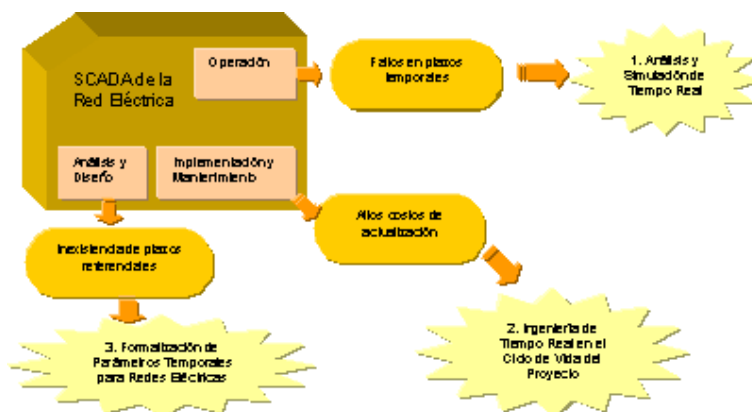 SCADA de la
Red Eléctrica
Operación
Fallos en plazos
temporales
1. Análisis y
Simulación de
Tiempo Real
Análisis y
Diseño
Implementación y
Mantenimiento
Altos costos de
actualización
Inexistencia de plazos
referenciales
2. Ingeniería de
Tiempo Real en el
Ciclo de Vida del
Proyecto
3. Formalización de
Parámetros Temporales
para Redes Eléctricas